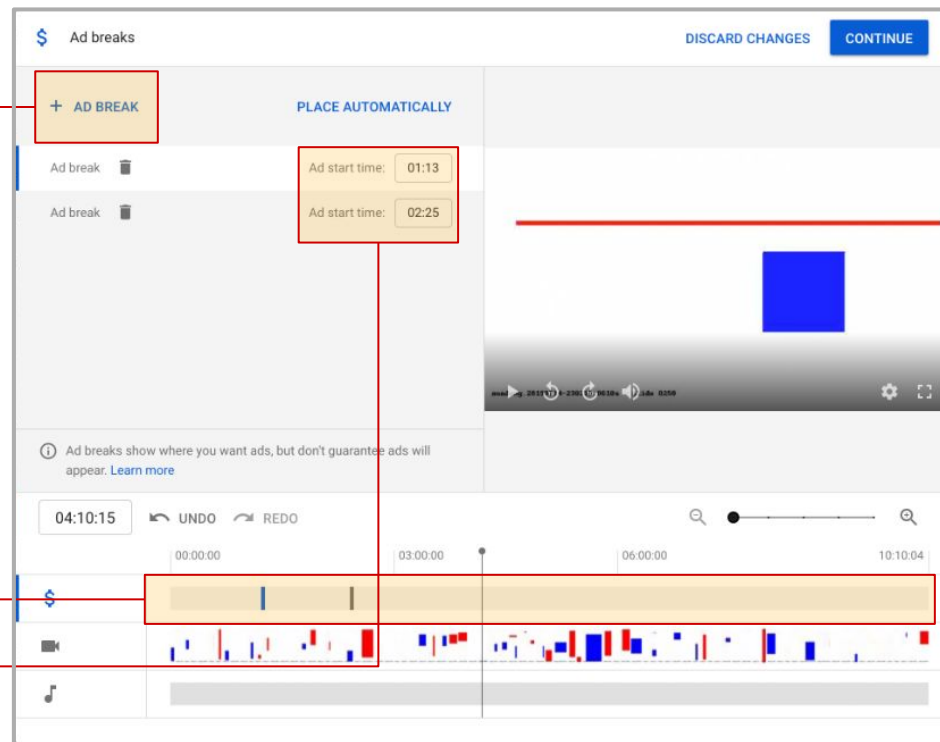 $ Ad breaks DISCARD CHANGES CONTINUE
+ AD BREAK PLACE AUTOMATICALLY
Ad break Ad start time: 01:13
Ad break Ad start time: 02:25
Ad breaks show where you want ads, but don't guarantee ads will
appear. Learn more
04:10:15 UNDO REDO
00:00:00 03:00:00 06:00:00 10:10:04
$